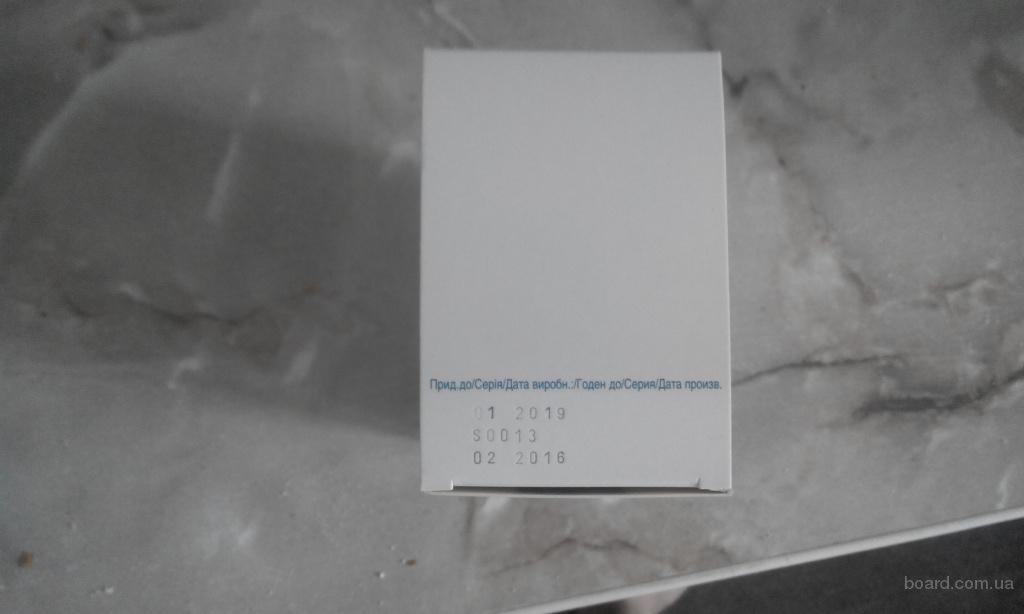 Прид.до/Серія/Дата виробн.:/Годен до/Серия/Дата произв.
01 2019
S0013
02 2016
board.com.ua